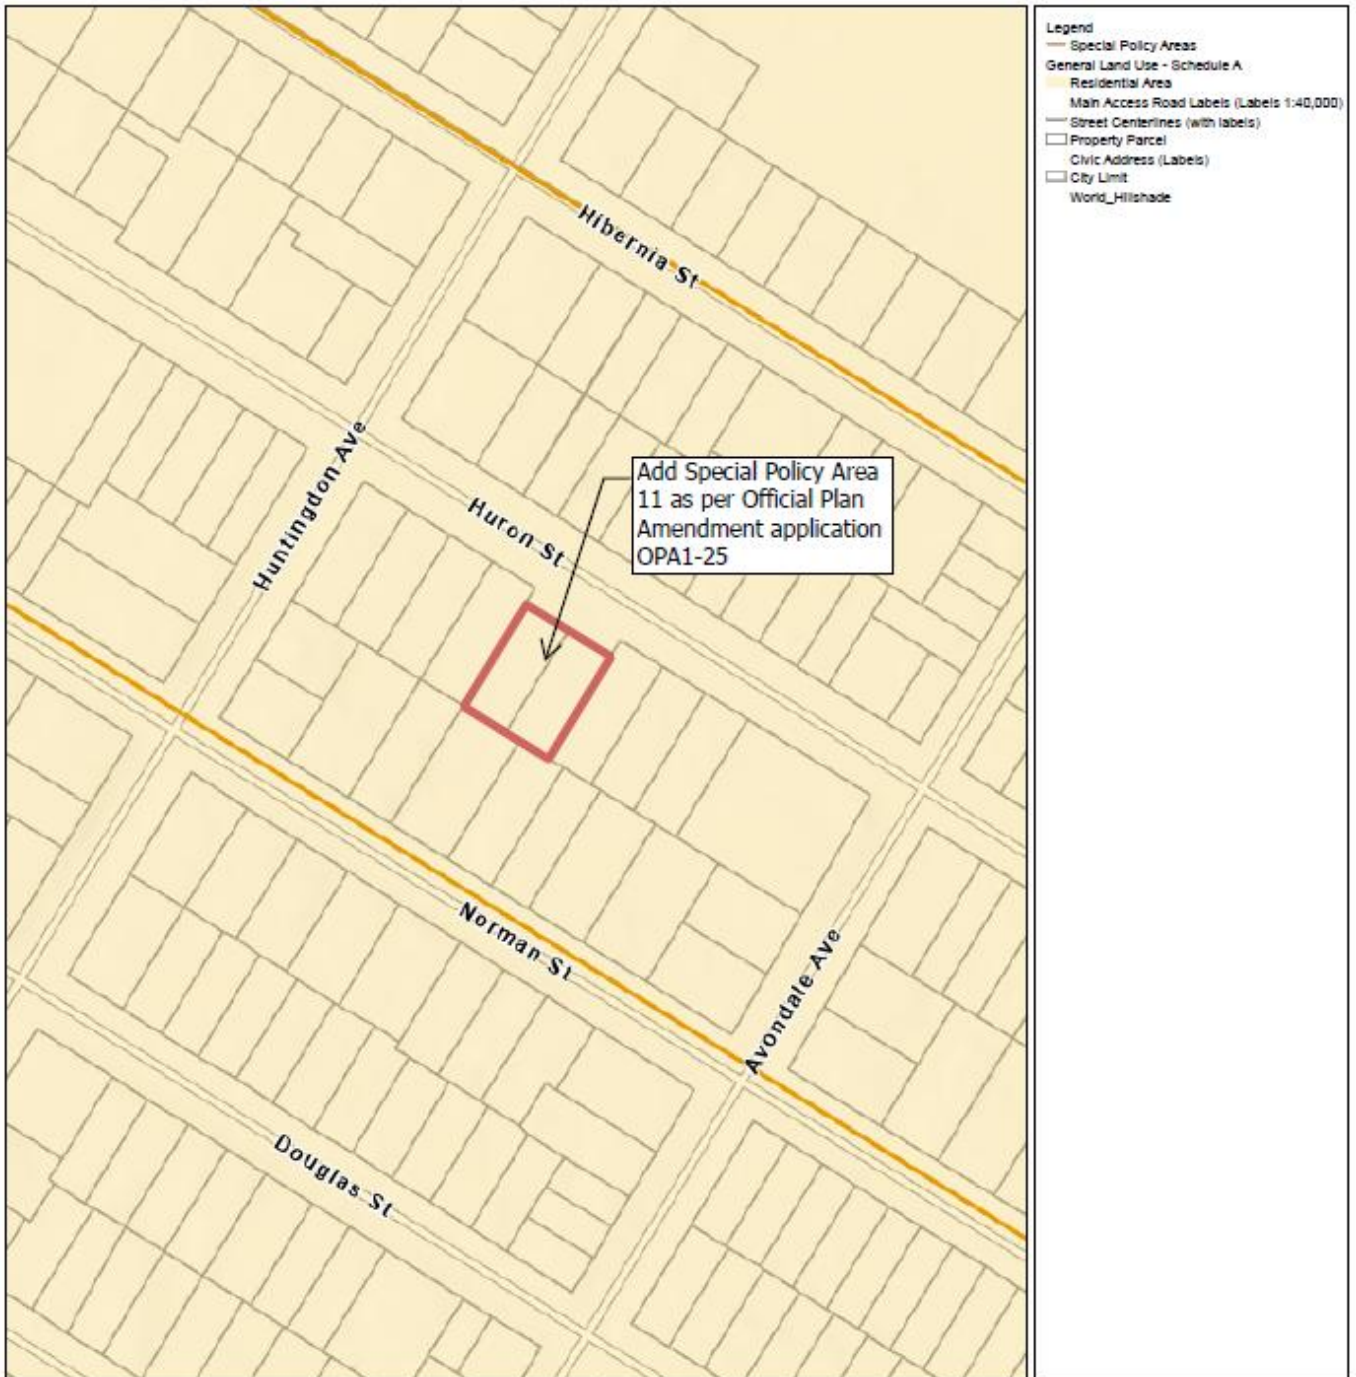 Legend
Special Policy Areas
General Land Use - Schedule A
Residential Area
Main Access Road Labels (Labels 1:40,000)
Street Centerlines (with labels)
Property Parcel
Civic Address (Labels)
City Limit
World_Hillshade
Hibernia St
Huntingdon Ave
Huron St
Add Special Policy Area
11 as per Official Plan
Amendment application
OPA1-25
Norman St
Avondale Ave
Douglas St